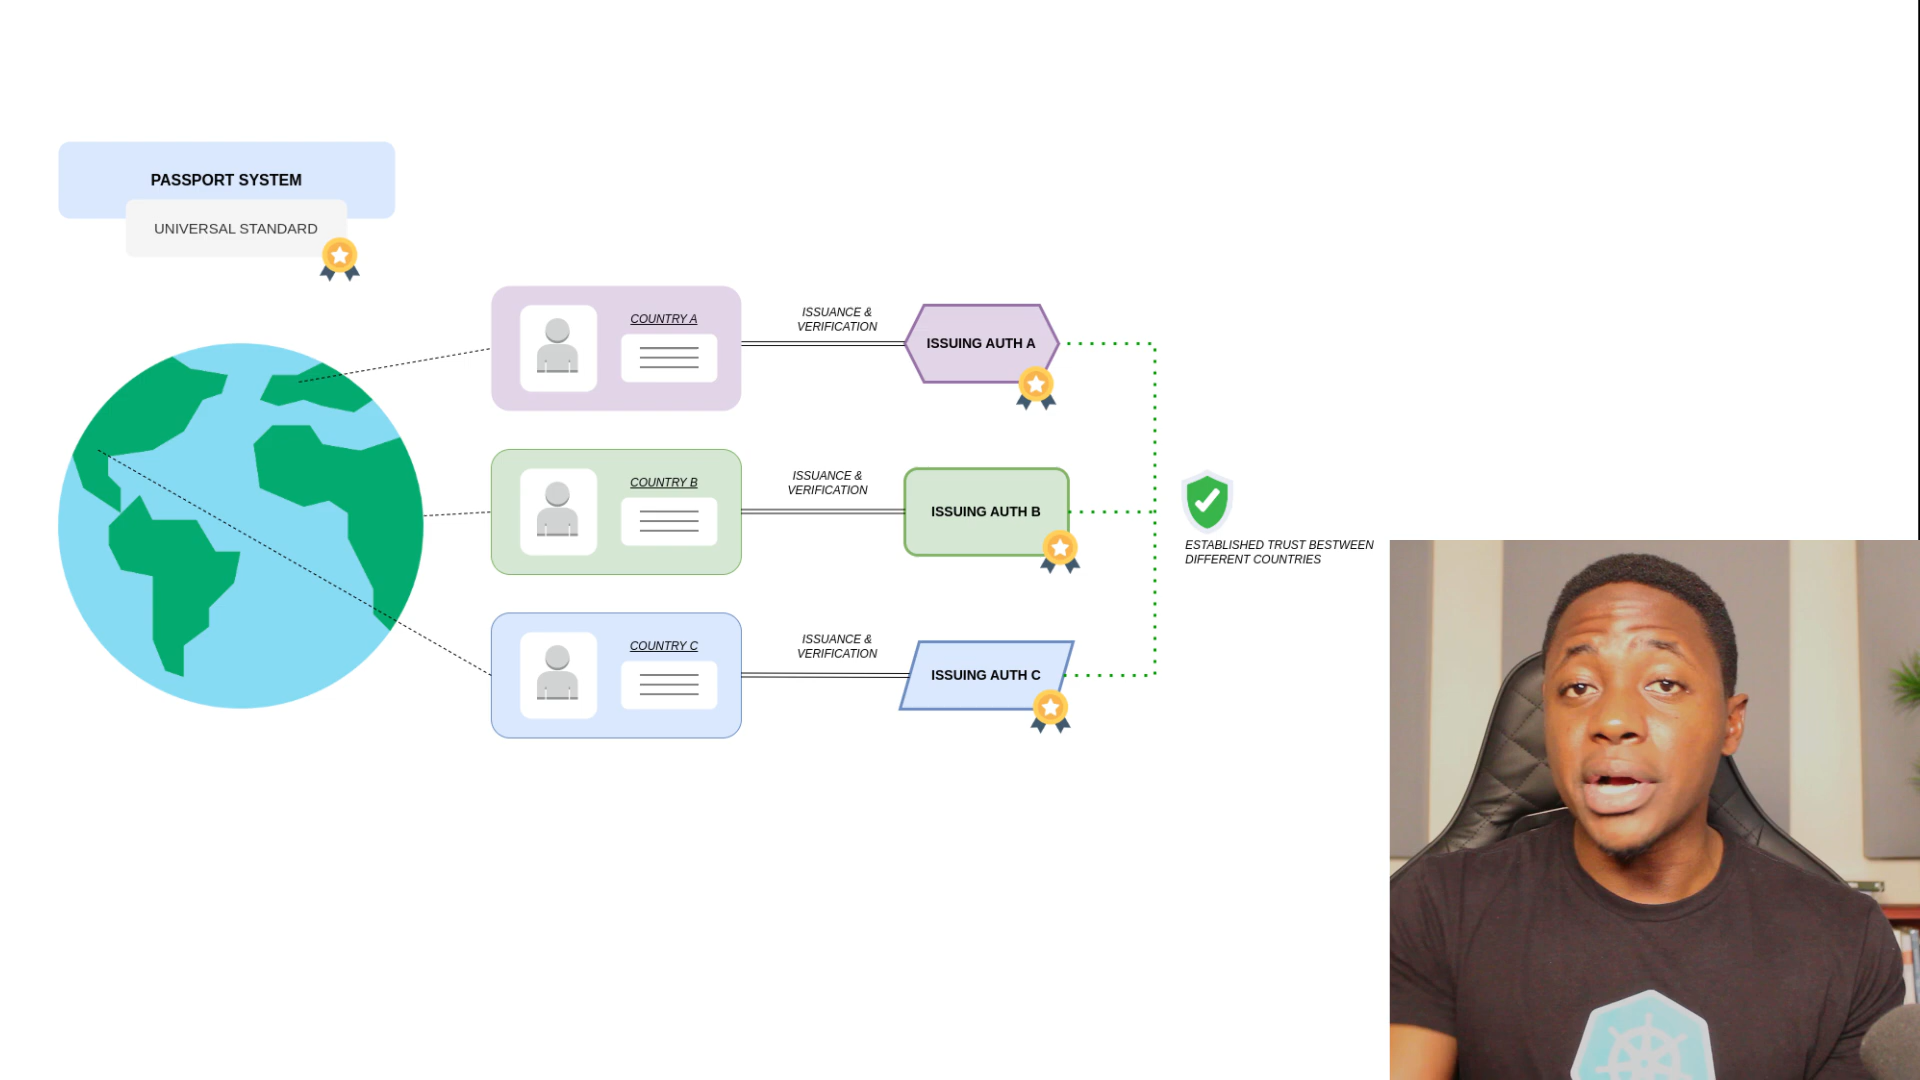 PASSPORT SYSTEM
UNIVERSAL STANDARD
COUNTRY A
ISSUANCE &
VERIFICATION
ISSUING AUTH A
COUNTRY B
ISSUANCE &
VERIFICATION
ISSUING AUTH B
ESTABLISHED TRUST BESTWEEN
DIFFERENT COUNTRIES
COUNTRY C
ISSUANCE &
VERIFICATION
ISSUING AUTH C